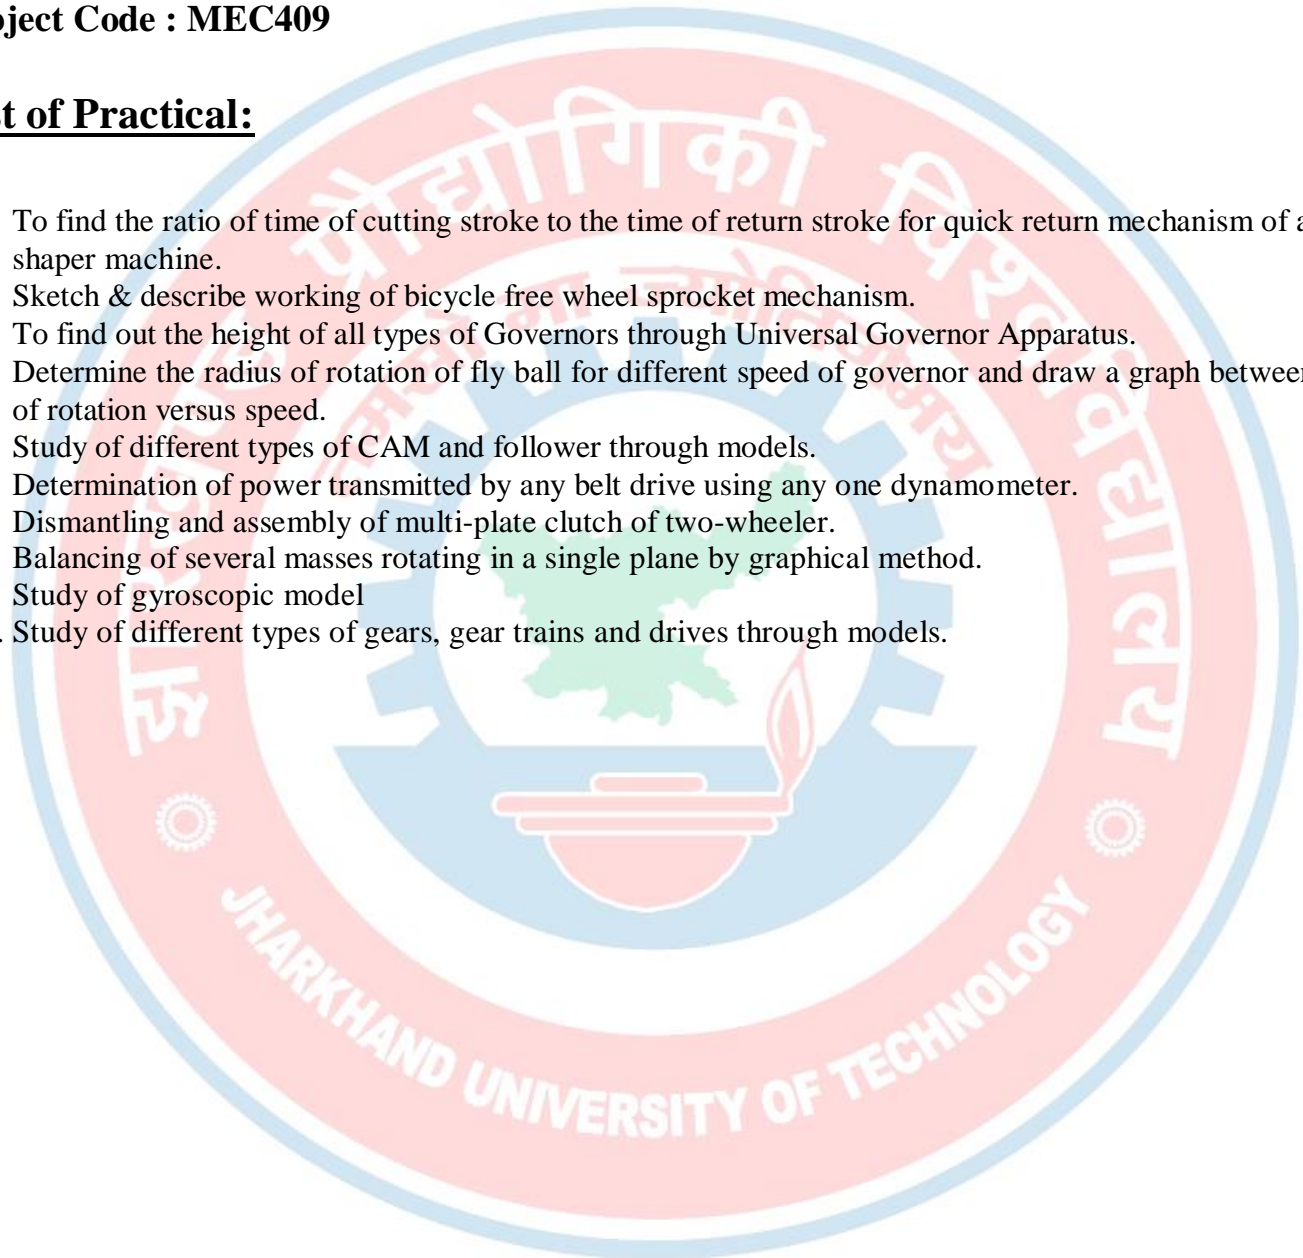 ject Code : MEC409
t of Practical:
To find the ratio of time of cutting stroke to the time of return stroke for quick return mechanism of a
shaper machine.
Sketch & describe working of bicycle free wheel sprocket mechanism.
To find out the height of all types of Governors through Universal Governor Apparatus.
Determine the radius of rotation of fly ball for different speed of governor and draw a graph between
of rotation versus speed.
Study of different types of CAM and follower through models.
Determination of power transmitted by any belt drive using any one dynamometer.
Dismantling and assembly of multi-plate clutch of two-wheeler.
Balancing of several masses rotating in a single plane by graphical method.
Study of gyroscopic model
. Study of different types of gears, gear trains and drives through models.
झारखण्ड प्रौद्योगिकी विश्वविद्यालय
तमसो मा ज्योतिर्गमय
JHARKHAND UNIVERSITY OF TECHNOLOGY